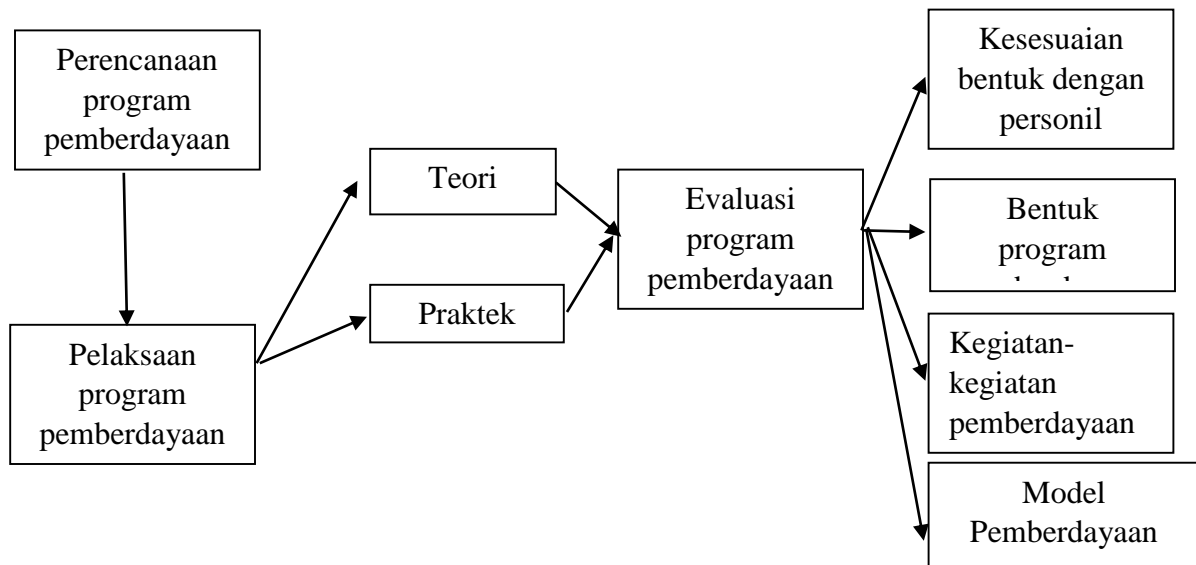 Perencanaan
program
pemberdayaan
Pelaksaan
program
pemberdayaan
Teori
Praktek
Evaluasi
program
pemberdayaan
Kesesuaian
bentuk dengan
personil
Bentuk
program
Kegiatan-
kegiatan
pemberdayaan
Model
Pemberdayaan